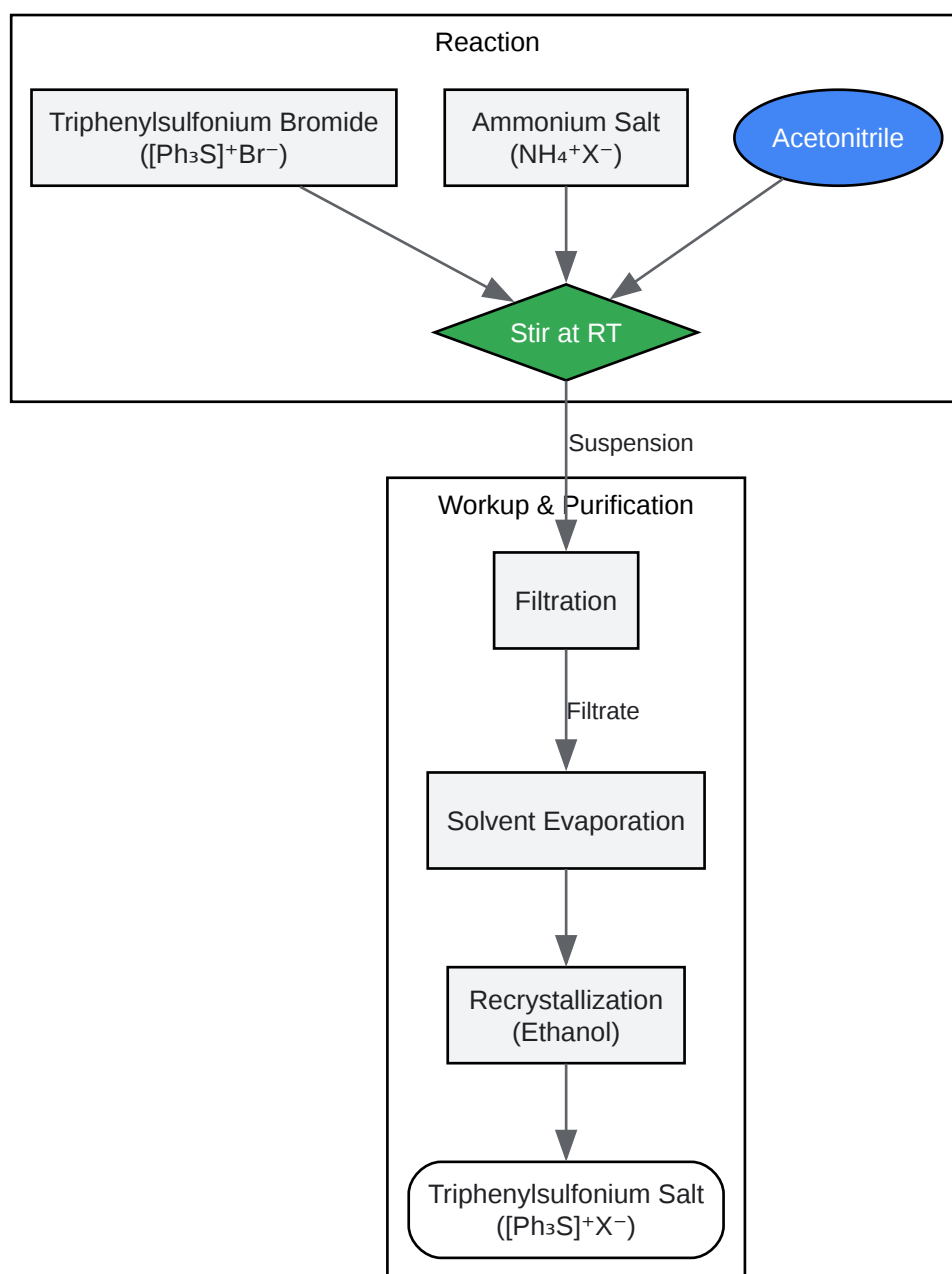 Reaction
Triphenylsulfonium Bromide
([Ph₃S]⁺Br⁻)
Ammonium Salt
(NH₄⁺X⁻)
Acetonitrile
Stir at RT
Suspension
Workup & Purification
Filtration
Filtrate
Solvent Evaporation
Recrystallization
(Ethanol)
Triphenylsulfonium Salt
([Ph₃S]⁺X⁻)